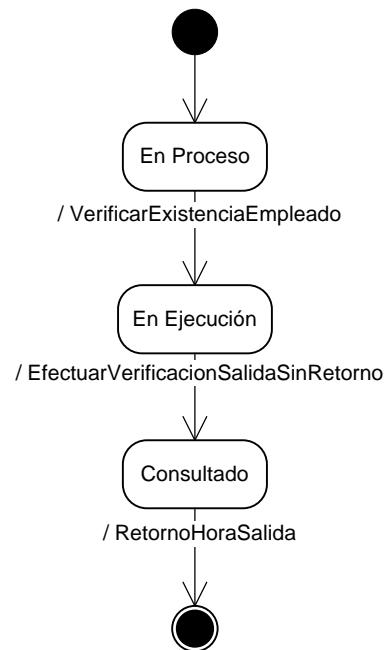 En Proceso
/ VerificarExistenciaEmpleado
En Ejecución
/ EfectuarVerificacionSalidaSinRetorno
Consultado
/ RetornoHoraSalida